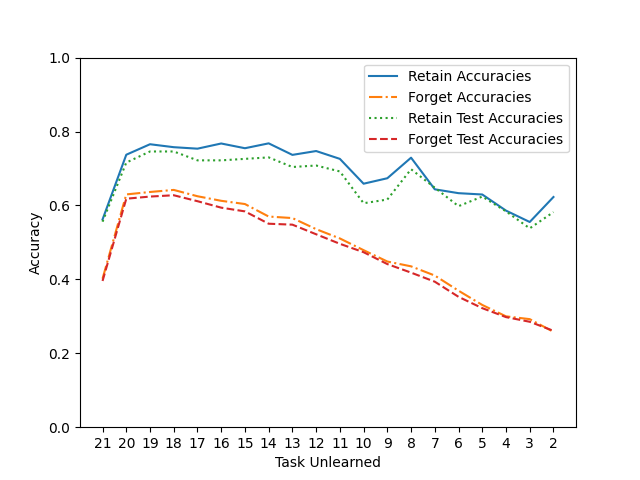 Retain Accuracies
Forget Accuracies
Retain Test Accuracies
Forget Test Accuracies
1.0
0.8
0.6
0.4
0.2
0.0
Accuracy
21 20 19 18 17 16 15 14 13 12 11 10 9 8 7 6 5 4 3 2
Task Unlearned